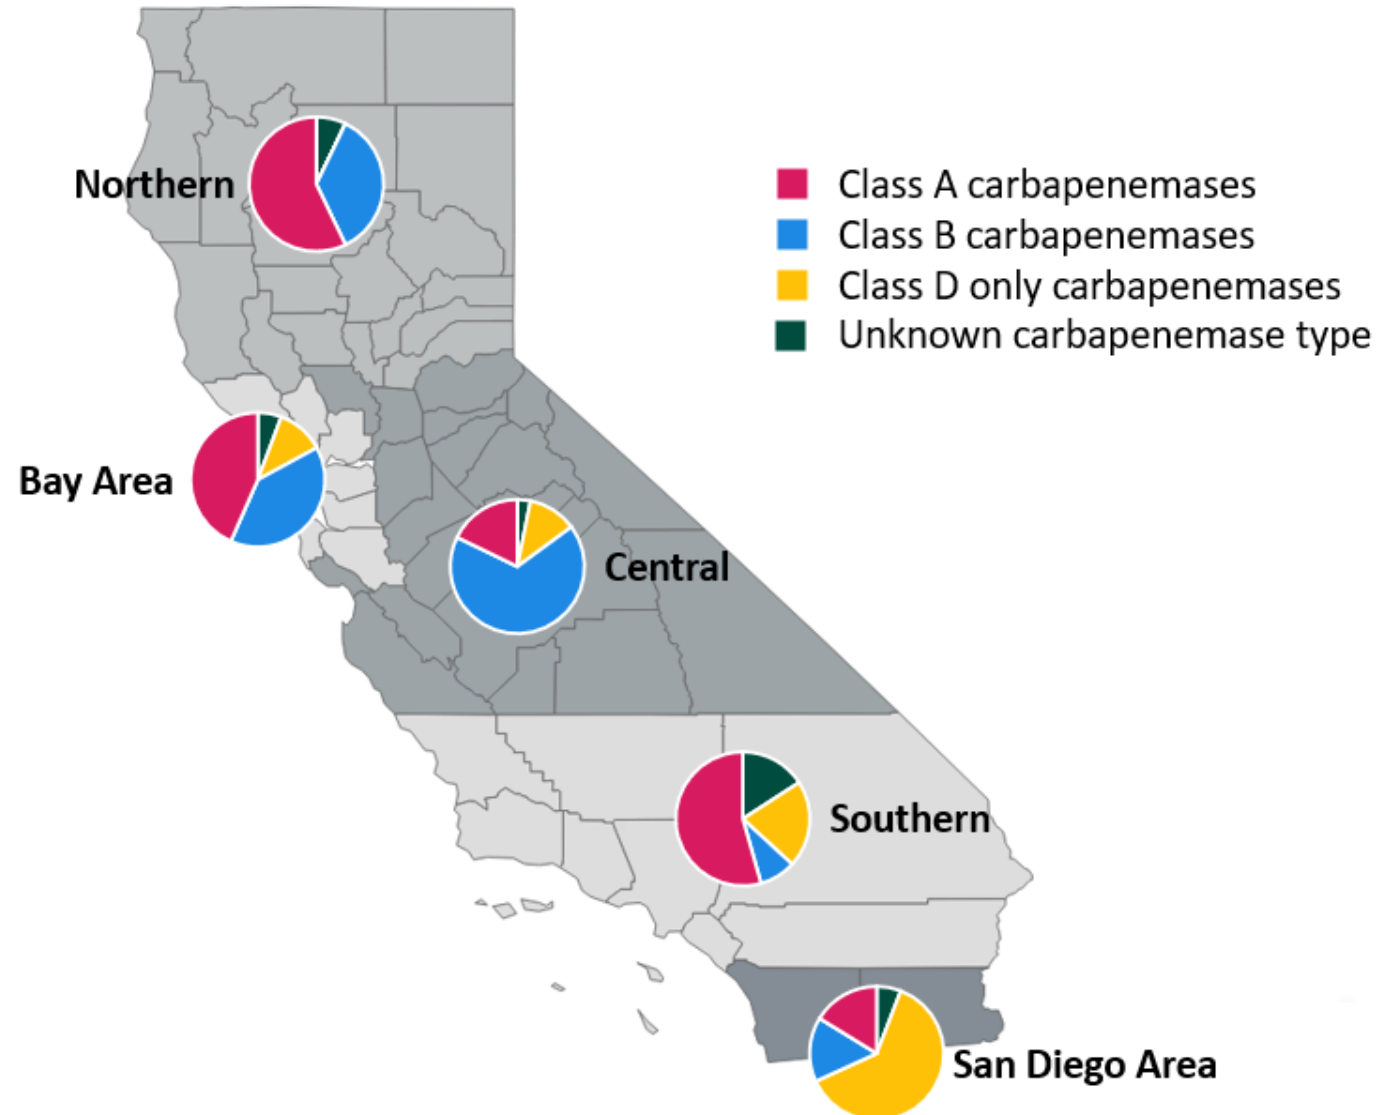 Northern
Class A carbapenemases
Class B carbapenemases
Class D only carbapenemases
Unknown carbapenemase type
Bay Area
Central
Southern
San Diego Area